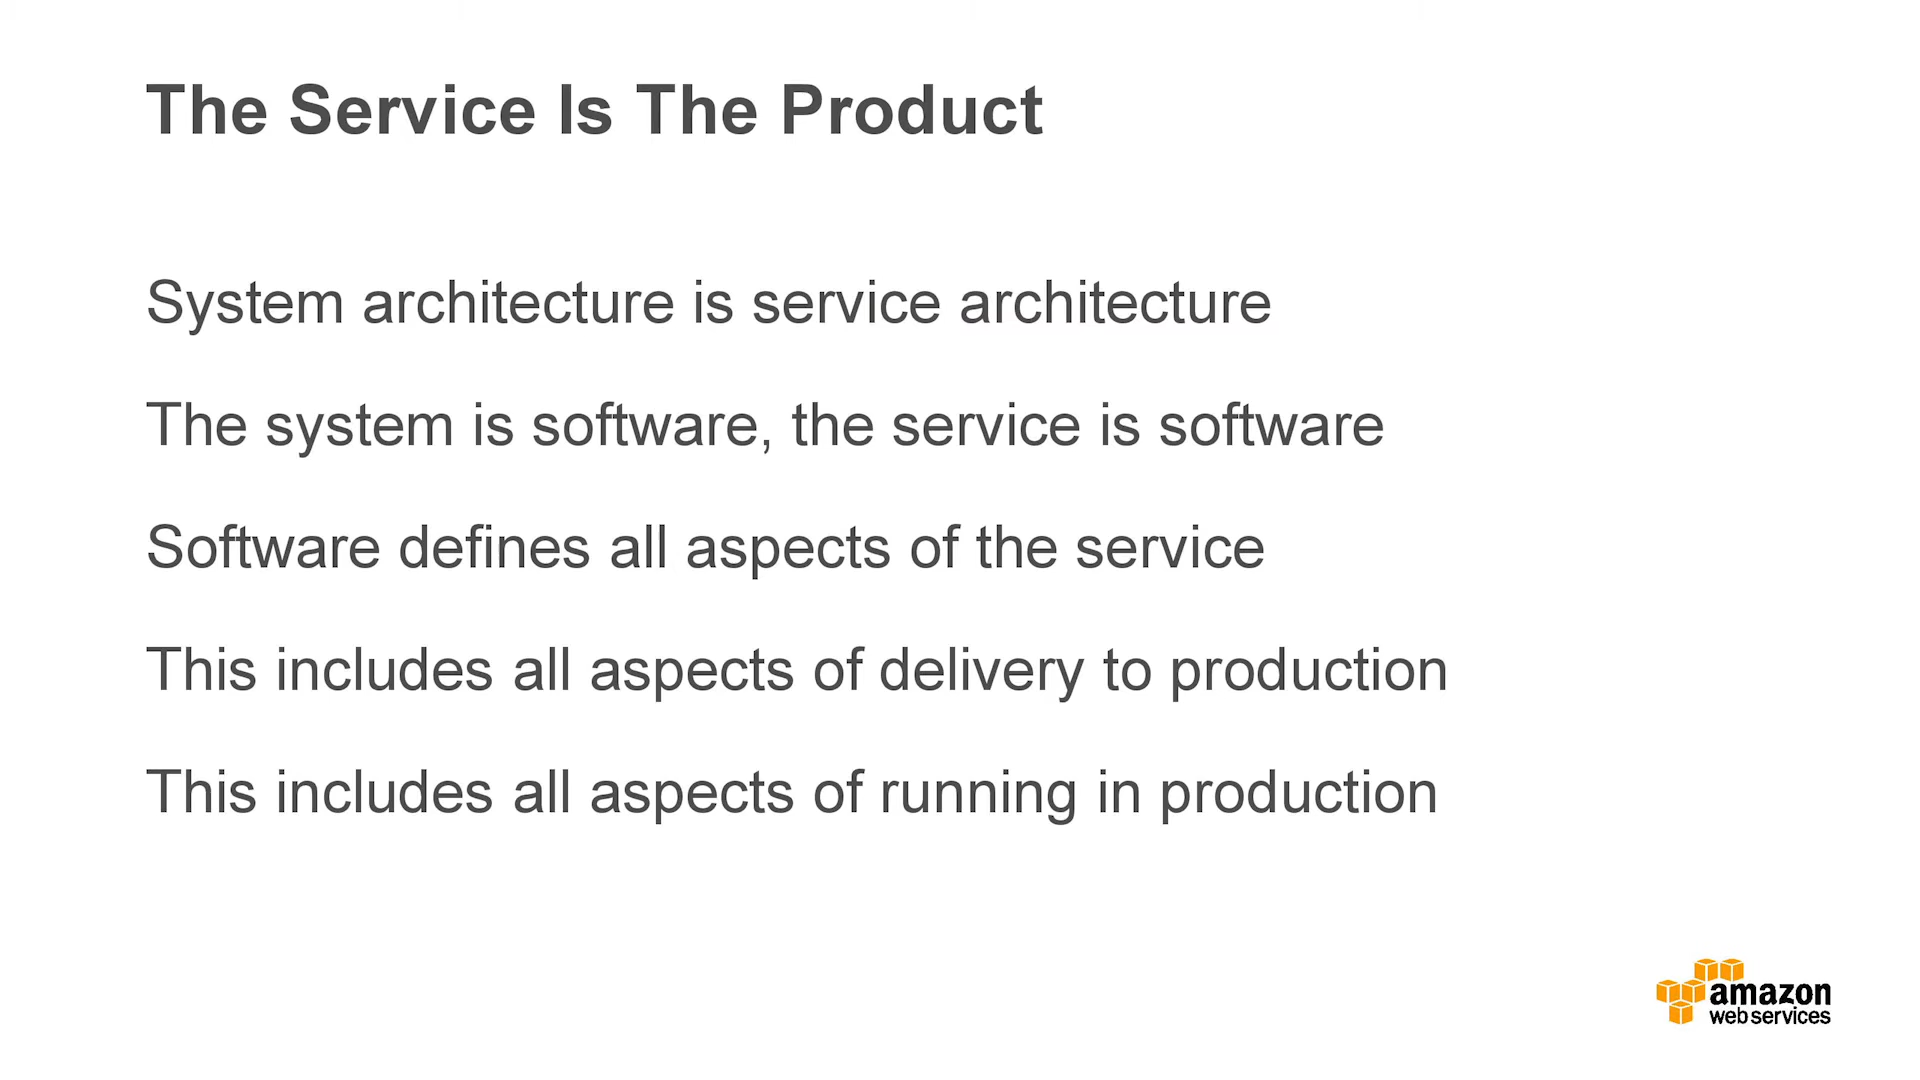 The Service Is The Product
System architecture is service architecture
The system is software, the service is software
Software defines all aspects of the service
This includes all aspects of delivery to production
This includes all aspects of running in production
amazon
webservices